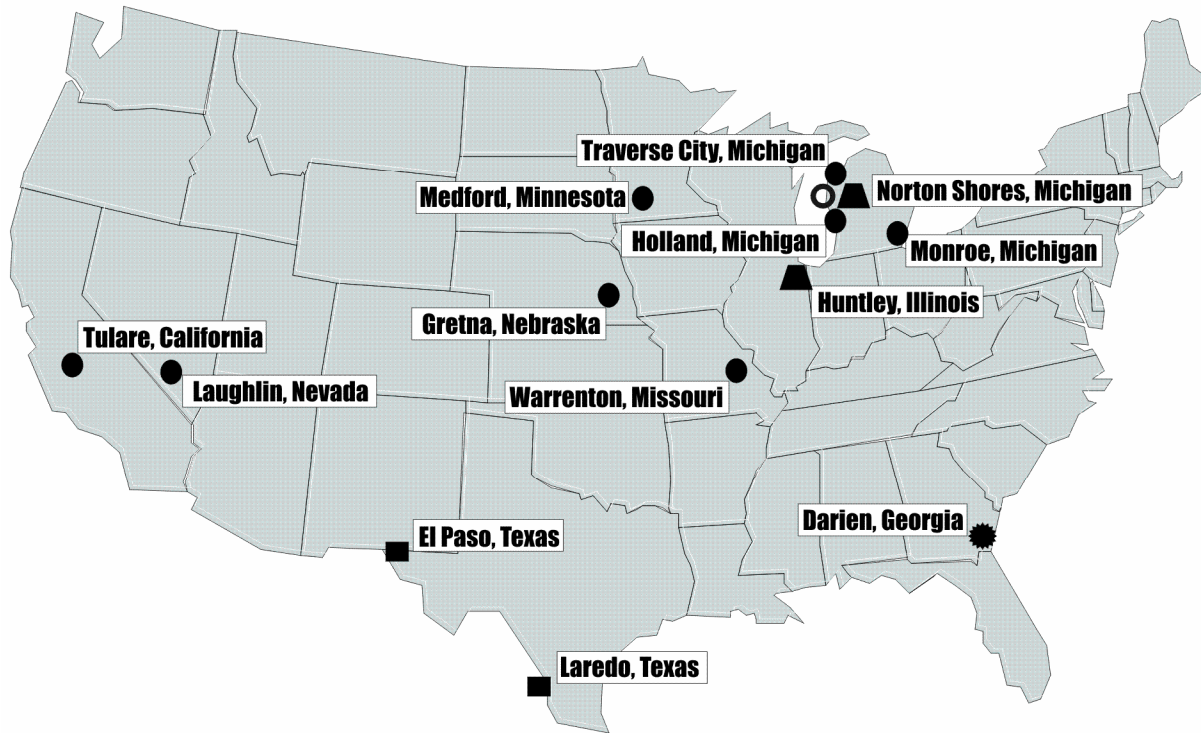 Traverse City, Michigan
Medford, Minnesota
Norton Shores, Michigan
Holland, Michigan
Monroe, Michigan
Huntley, Illinois
Gretna, Nebraska
Tulare, California
Laughlin, Nevada
Warrenton, Missouri
Darien, Georgia
El Paso, Texas
Laredo, Texas